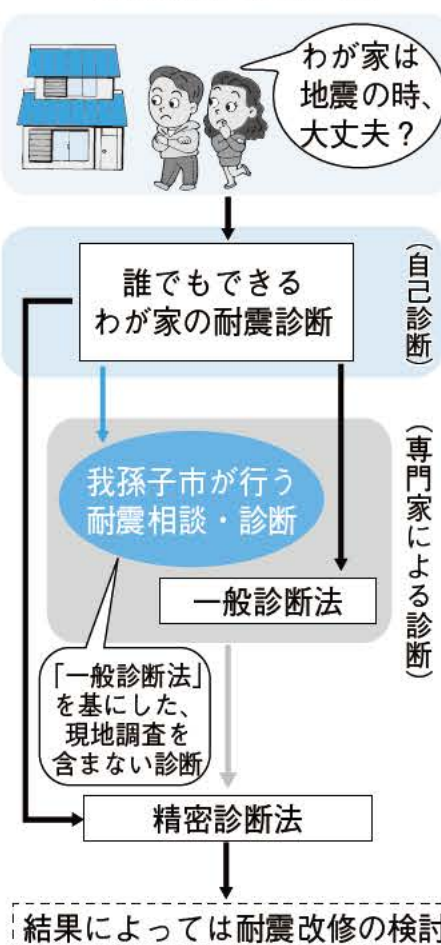 わが家は
地震の時、
大丈夫？
誰でもできる
わが家の耐震診断
（自己診断）
我孫子市が行う
耐震相談・診断
一般診断法
（専門家による診断）
「一般診断法」
を基にした、
現地調査を
含まない診断
精密診断法
結果によっては耐震改修の検討